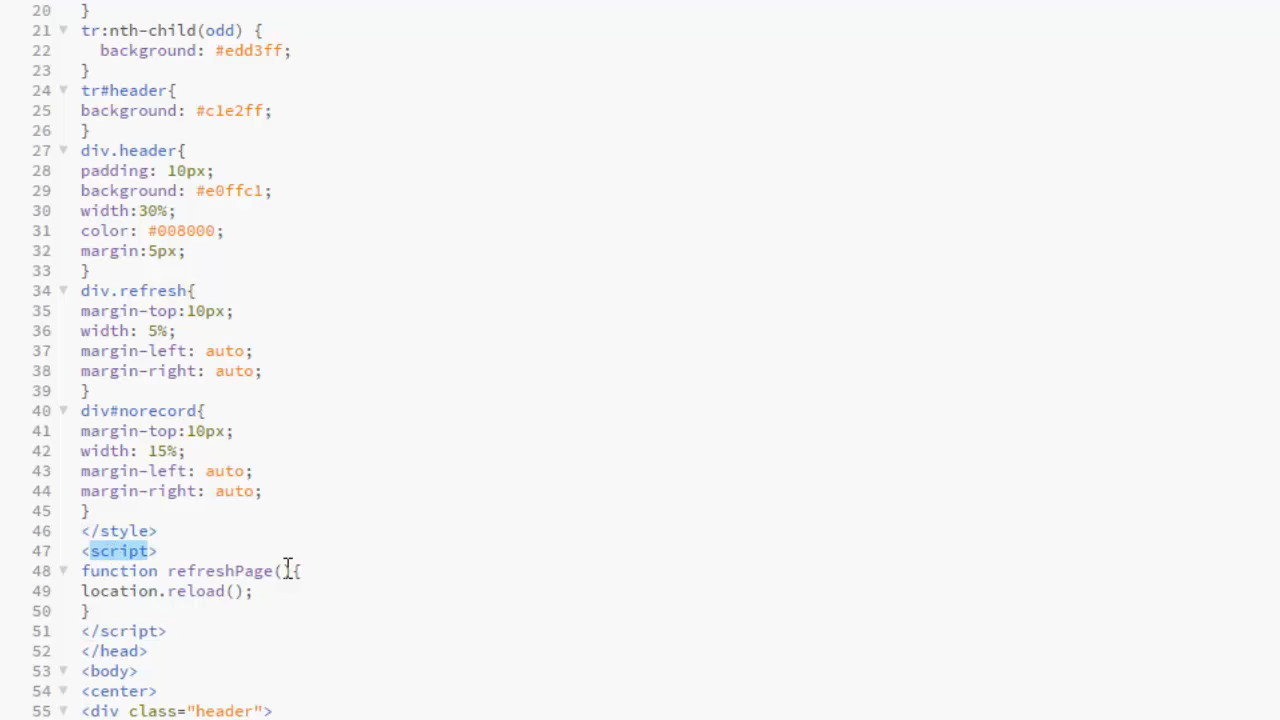 20 }
21 tr:nth-child(odd) {
22 background: #edd3ff;
23 }
24 tr#header{
25 background: #c1e2ff;
26 }
27 div.header{
28 padding: 10px;
29 background: #e0ffc1;
30 width:30%;
31 color: #008000;
32 margin:5px;
33 }
34 div.refresh{
35 margin-top:10px;
36 width: 5%;
37 margin-left: auto;
38 margin-right: auto;
39 }
40 div#norecord{
41 margin-top:10px;
42 width: 15%;
43 margin-left: auto;
44 margin-right: auto;
45 }
46 </style>
47 <script>
48 function refreshPage(){
49 location.reload();
50 }
51 </script>
52 </head>
53 <body>
54 <center>
55 <div class="header">